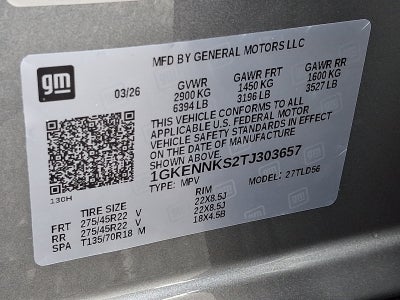 gm
MFD BY GENERAL MOTORS LLC
03/26 GVWR GAWR FRT GAWR RR
2900 KG 1450 KG 1600 KG
6394 LB 3196 LB 3527 LB
THIS VEHICLE CONFORMS TO ALL
APPLICABLE U.S. FEDERAL MOTOR
VEHICLE SAFETY STANDARDS IN EFFECT
ON THE DATE OF MANUFACTURE
SHOWN ABOVE.
1GKENNKS2TJ303657
130H TYPE: MPV MODEL: 27TLD56
TIRE SIZE RIM
FRT 275/45R22 V 22X8.5J
RR 275/45R22 V 22X8.5J
SPA T135/70R18 M 18X4.5B